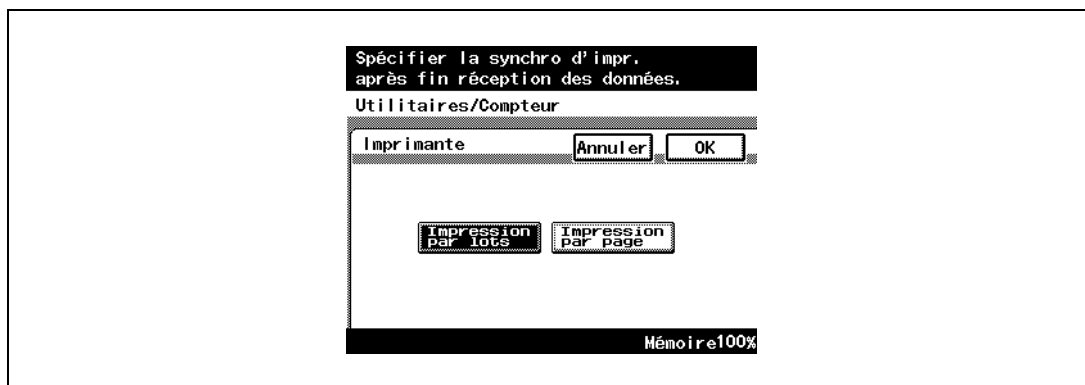 Spécifier la synchro d'impr.
après fin réception des données.
Utilitaires/Compteur
Imprimante
Annuler
OK
Impression
par lots
Impression
par page
Mémoire100%